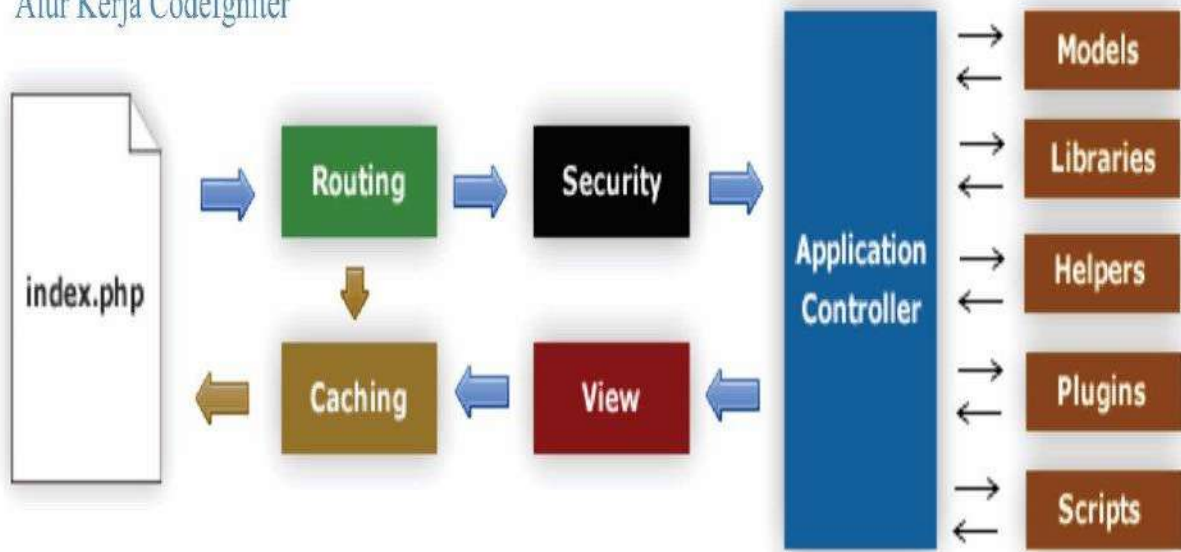 Alur Kerja CodeIgniter
index.php
Routing
Security
Caching
View
Application
Controller
Models
Libraries
Helpers
Plugins
Scripts